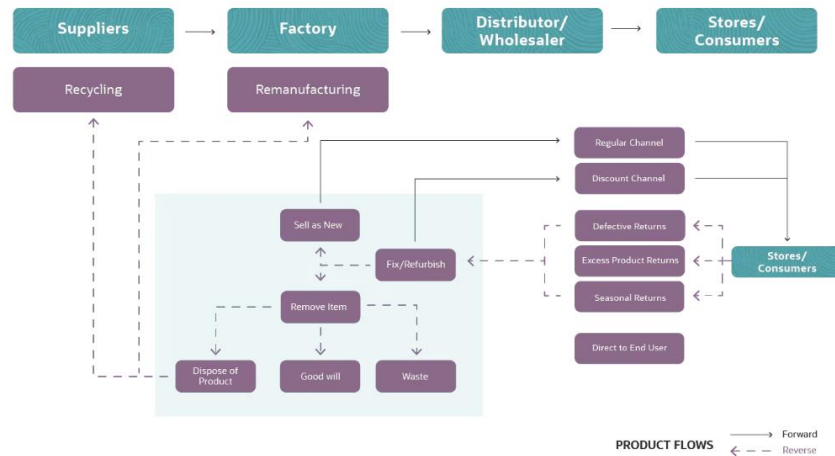 Suppliers
Factory
Distributor/
Wholesaler
Stores/
Consumers
Recycling
Remanufacturing
Regular Channel
Discount Channel
Sell as New
Defective Returns
Fix/Refurbish
Excess Product Returns
Stores/
Consumers
Seasonal Returns
Remove Item
Direct to End User
Dispose of
Product
Good will
Waste
PRODUCT FLOWS
Forward
Reverse